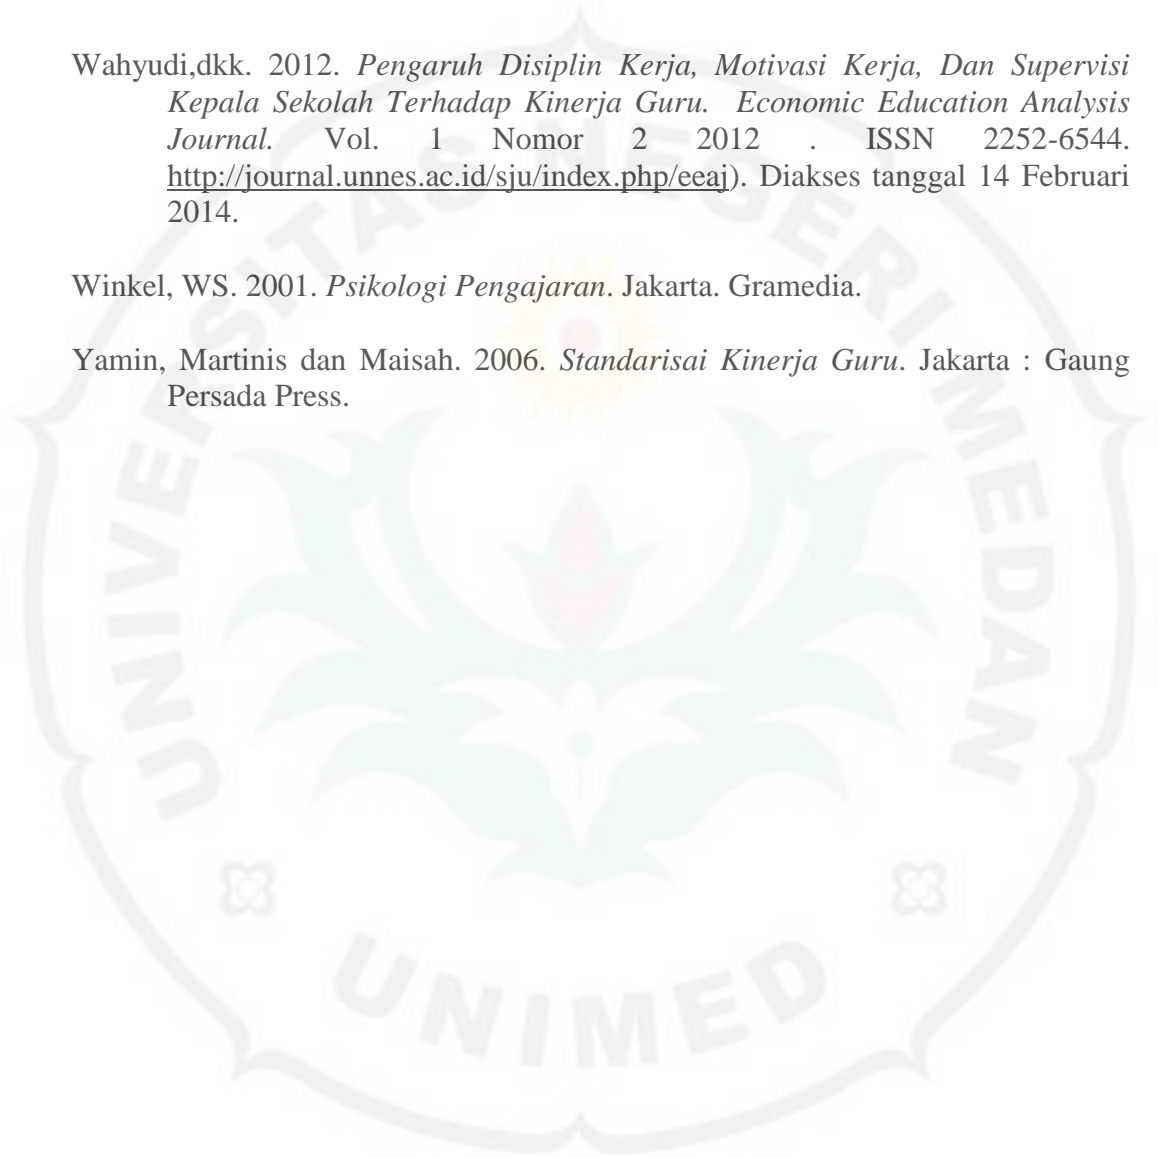 Wahyudi,dkk. 2012. Pengaruh Disiplin Kerja, Motivasi Kerja, Dan Supervisi
Kepala Sekolah Terhadap Kinerja Guru. Economic Education Analysis
Journal. Vol. 1 Nomor 2 2012 . ISSN 2252-6544.
http://journal.unnes.ac.id/sju/index.php/eeaj). Diakses tanggal 14 Februari
2014.
Winkel, WS. 2001. Psikologi Pengajaran. Jakarta. Gramedia.
Yamin, Martinis dan Maisah. 2006. Standarisai Kinerja Guru. Jakarta : Gaung
Persada Press.
UNIVERSITAS NEGERI MEDAN
UNIMED